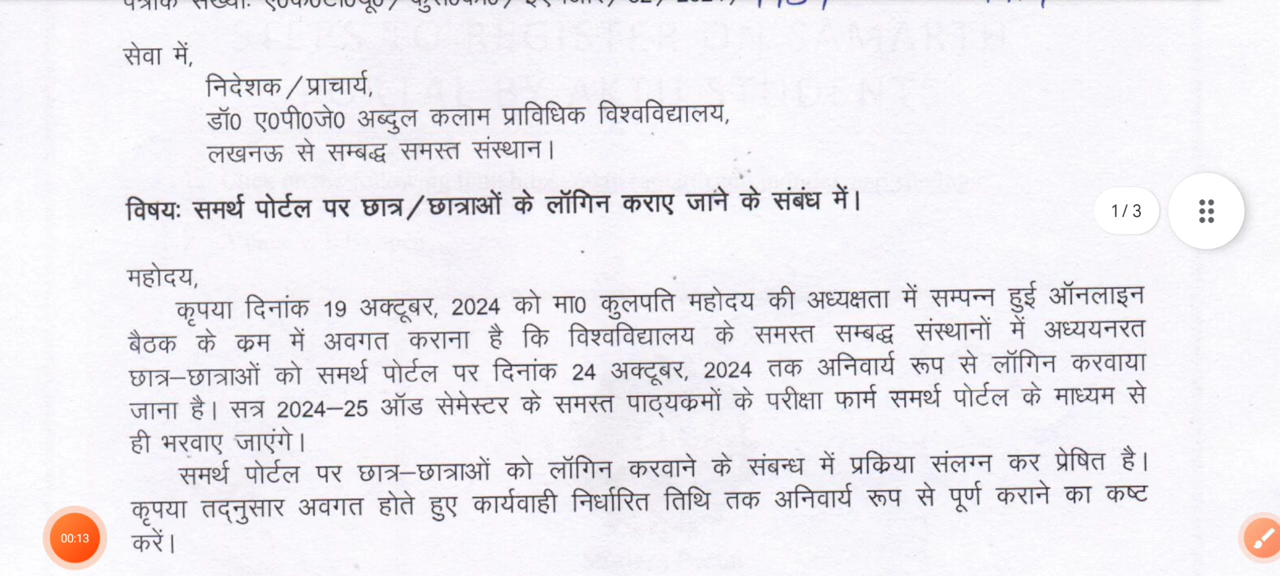 सेवा में,
निदेशक/प्राचार्य,
डॉ0 ए0पी0जे0 अब्दुल कलाम प्राविधिक विश्वविद्यालय,
लखनऊ से सम्बद्ध समस्त संस्थान।
विषयः समर्थ पोर्टल पर छात्र/छात्राओं के लॉगिन कराए जाने के संबंध में।
1/3
महोदय,
कृपया दिनांक 19 अक्टूबर, 2024 को मा0 कुलपति महोदय की अध्यक्षता में सम्पन्न हुई ऑनलाइन
बैठक के क्रम में अवगत कराना है कि विश्वविद्यालय के समस्त सम्बद्ध संस्थानों में अध्ययनरत
छात्र–छात्राओं को समर्थ पोर्टल पर दिनांक 24 अक्टूबर, 2024 तक अनिवार्य रूप से लॉगिन करवाया
जाना है। सत्र 2024–25 ऑड सेमेस्टर के समस्त पाठ्यक्रमों के परीक्षा फार्म समर्थ पोर्टल के माध्यम से
ही भरवाए जाएंगे।
समर्थ पोर्टल पर छात्र–छात्राओं को लॉगिन करवाने के संबन्ध में प्रक्रिया संलग्न कर प्रेषित है।
कृपया तद्नुसार अवगत होते हुए कार्यवाही निर्धारित तिथि तक अनिवार्य रूप से पूर्ण कराने का कष्ट
करें।
00:13